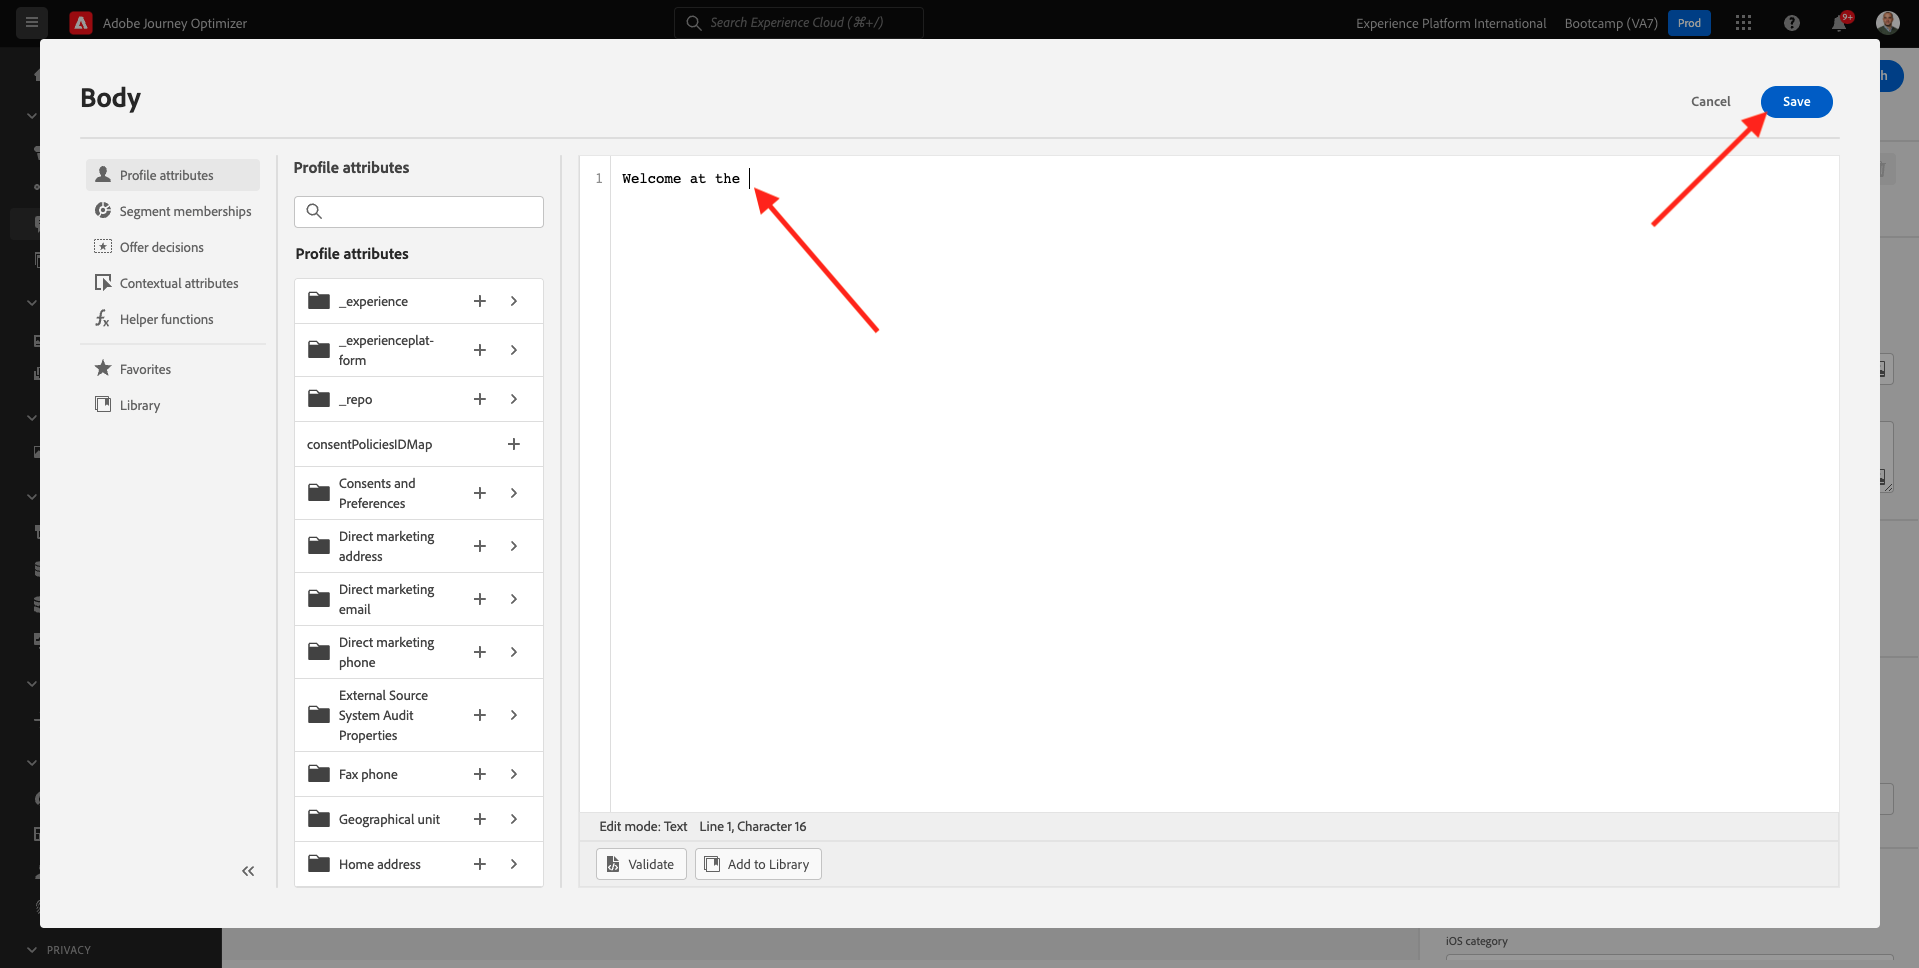 Adobe Journey Optimizer
Search Experience Cloud (⌘+/)
Experience Platform International
Bootcamp (VA7)
Prod
9+
h
Body
Cancel
Save
Profile attributes
Segment memberships
Offer decisions
Contextual attributes
Helper functions
Favorites
Library
Profile attributes
Profile attributes
_experience
_experienceplat-
form
_repo
consentPoliciesIDMap
Consents and
Preferences
Direct marketing
address
Direct marketing
email
Direct marketing
phone
External Source
System Audit
Properties
Fax phone
Geographical unit
Home address
1
Welcome at the
Edit mode: Text Line 1, Character 16
Validate
Add to Library
PRIVACY
iOS category